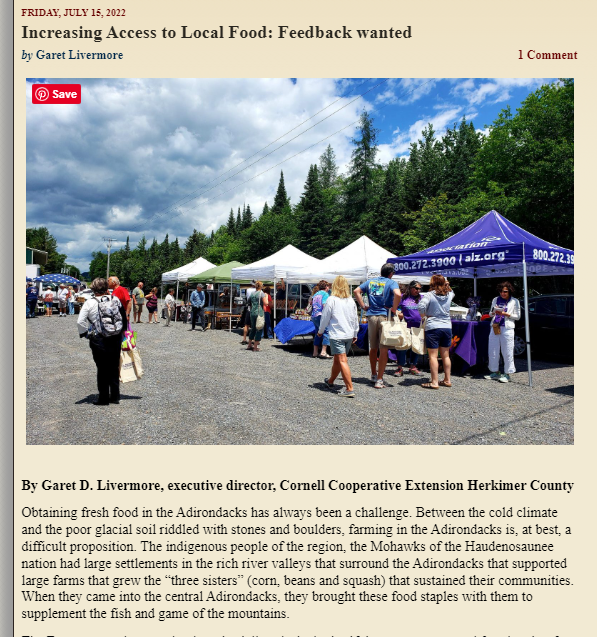 FRIDAY, JULY 15, 2022
Increasing Access to Local Food: Feedback wanted
by Garet Livermore
1 Comment
Save
ociation
800.272.3900 | alz.org
800.272.39
By Garet D. Livermore, executive director, Cornell Cooperative Extension Herkimer County
Obtaining fresh food in the Adirondacks has always been a challenge. Between the cold climate
and the poor glacial soil riddled with stones and boulders, farming in the Adirondacks is, at best, a
difficult proposition. The indigenous people of the region, the Mohawks of the Haudenosaunee
nation had large settlements in the rich river valleys that surround the Adirondacks that supported
large farms that grew the “three sisters” (corn, beans and squash) that sustained their communities.
When they came into the central Adirondacks, they brought these food staples with them to
supplement the fish and game of the mountains.